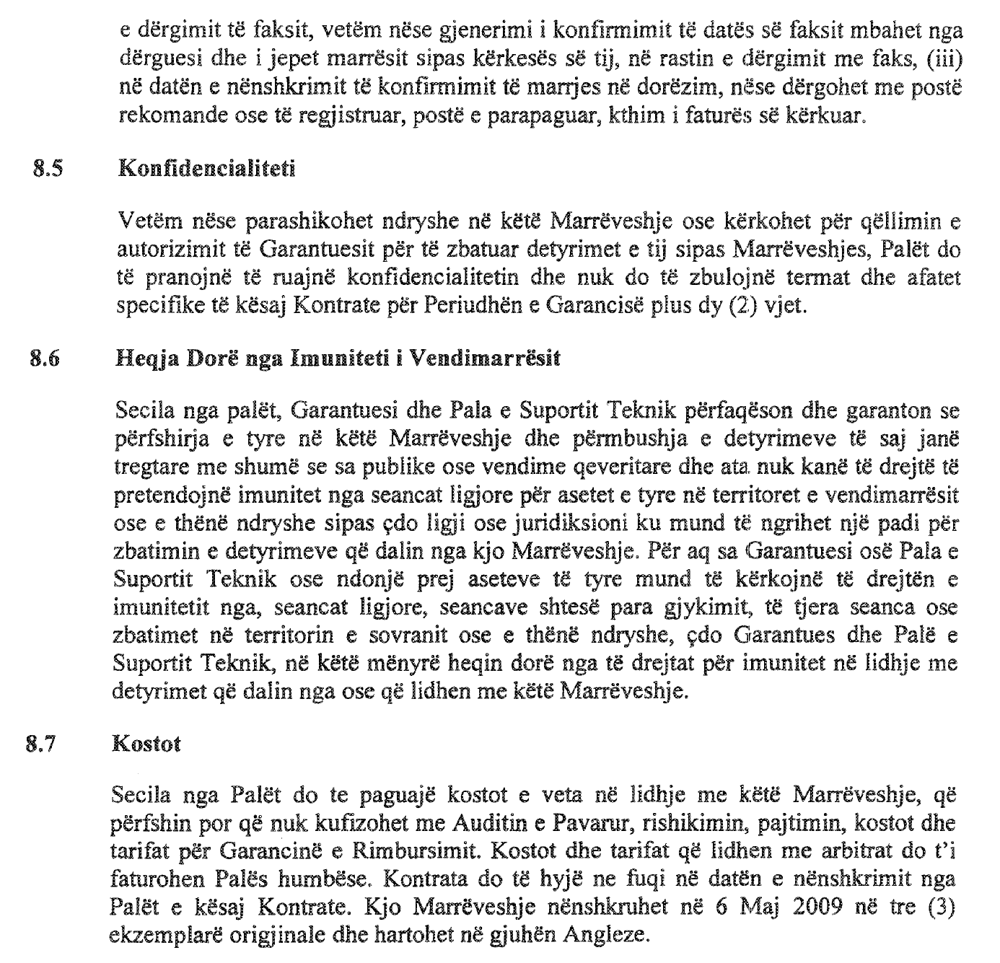 e dërgimit të faksit, vetëm nëse gjenerimi i konfirmimit të datës së faksit mbahet nga
dërguesi dhe i jepet marrësit sipas kërkesës së tij, në rastin e dërgimit me faks, (iii)
në datën e nënshkrimit të konfirmimit të marrjes në dorëzim, nëse dërgohet me postë
rekomande ose të regjistruar, postë e parapaguar, kthim i faturës së kërkuar.
8.5 Konfidencialiteti
Vetëm nëse parashikohet ndryshe në këtë Marrëveshje ose kërkohet për qëllimin e
autorizimit të Garantuesit për të zbatuar detyrimet e tij sipas Marrëveshjes, Palët do
të pranojnë të ruajnë konfidencialitetin dhe nuk do të zbulojnë termat dhe afatet
specifike të kësaj Kontrate për Periudhën e Garancisë plus dy (2) vjet.
8.6 Heqja Dorë nga Imuniteti i Vendimarrësit
Secila nga palët, Garantuesi dhe Pala e Suportit Teknik përfaqëson dhe garanton se
përfshirja e tyre në këtë Marrëveshje dhe përmbushja e detyrimeve të saj janë
tregtare me shumë se sa publike ose vendime qeveritare dhe ata nuk kanë të drejtë të
pretendojnë imunitet nga seancat ligjore për asetet e tyre në territoret e vendimarrësit
ose e thënë ndryshe sipas çdo ligji ose juridiksioni ku mund të ngrihet një padi për
zbatimin e detyrimeve që dalin nga kjo Marrëveshje. Për aq sa Garantuesi osë Pala e
Suportit Teknik ose ndonjë prej aseteve të tyre mund të kërkojnë të drejtën e
imunitetit nga, seancat ligjore, seancave shtesë para gjykimit, të tjera seanca ose
zbatimet në territorin e sovranit ose e thënë ndryshe, çdo Garantues dhe Palë e
Suportit Teknik, në këtë mënyrë heqin dorë nga të drejtat për imunitet në lidhje me
detyrimet që dalin nga ose që lidhen me këtë Marrëveshje.
8.7 Kostot
Secila nga Palët do te paguajë kostot e veta në lidhje me këtë Marrëveshje, që
përfshin por që nuk kufizohet me Auditin e Pavarur, rishikimin, pajtimin, kostot dhe
tarifat për Garancinë e Rimbursimit. Kostot dhe tarifat që lidhen me arbitrat do t'i
faturohen Palës humbëse. Kontrata do të hyjë ne fuqi në datën e nënshkrimit nga
Palët e kësaj Kontrate. Kjo Marrëveshje nënshkruhet në 6 Maj 2009 në tre (3)
ekzemplarë origjinale dhe hartohet në gjuhën Angleze.